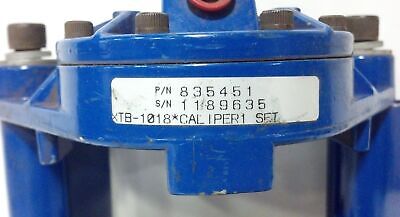 P/N 835451
S/N 1189635
XTB-1018*CALIPER1 SET